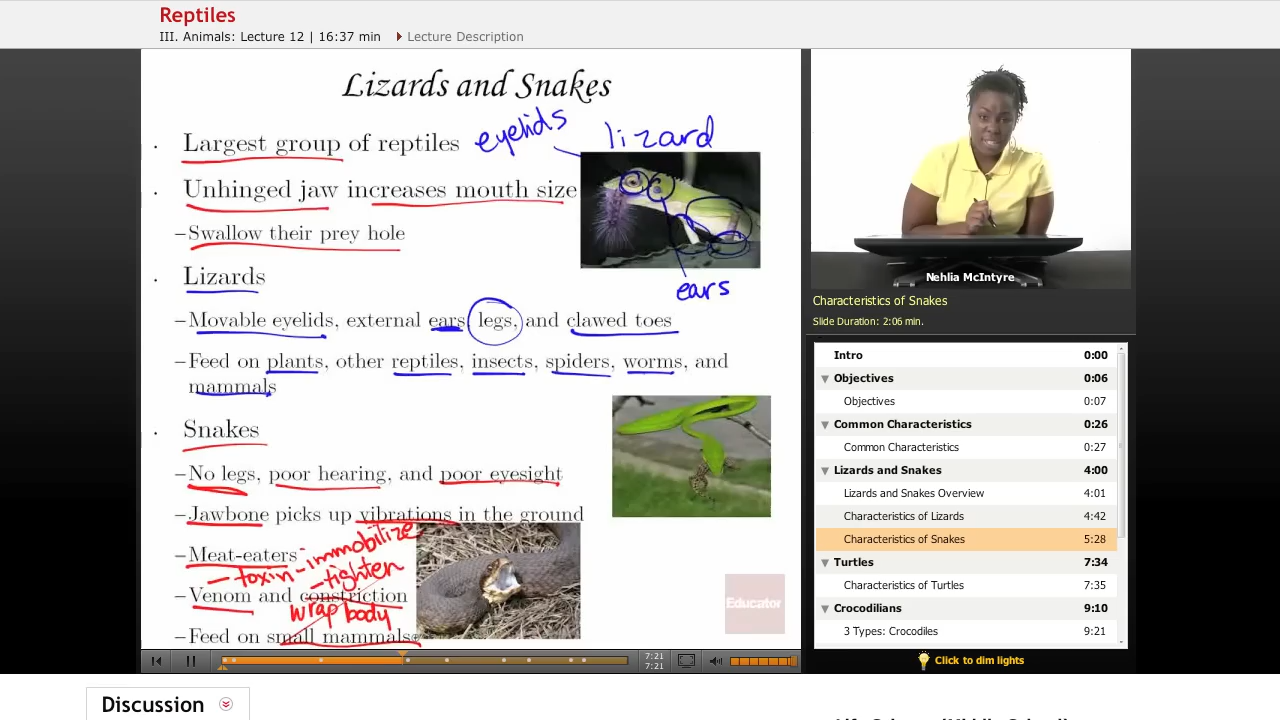 Reptiles
III. Animals: Lecture 12 | 16:37 min Lecture Description
Lizards and Snakes
· Largest group of reptiles
eyelids
lizard
· Unhinged jaw increases mouth size
–Swallow their prey hole
ears
· Lizards
–Movable eyelids, external ears, legs, and clawed toes
–Feed on plants, other reptiles, insects, spiders, worms, and
mammals
· Snakes
–No legs, poor hearing, and poor eyesight
–Jawbone picks up vibrations in the ground
–Meat-eaters
– toxin - immobilize
- tighten
–Venom and constriction
wrap body
–Feed on small mammals
Educator
7:21
7:21
Nehlia McIntyre
Characteristics of Snakes
Slide Duration: 2:06 min.
Intro 0:00
Objectives 0:06
Objectives 0:07
Common Characteristics 0:26
Common Characteristics 0:27
Lizards and Snakes 4:00
Lizards and Snakes Overview 4:01
Characteristics of Lizards 4:42
Characteristics of Snakes 5:28
Turtles 7:34
Characteristics of Turtles 7:35
Crocodilians 9:10
3 Types: Crocodiles 9:21
Click to dim lights
Discussion